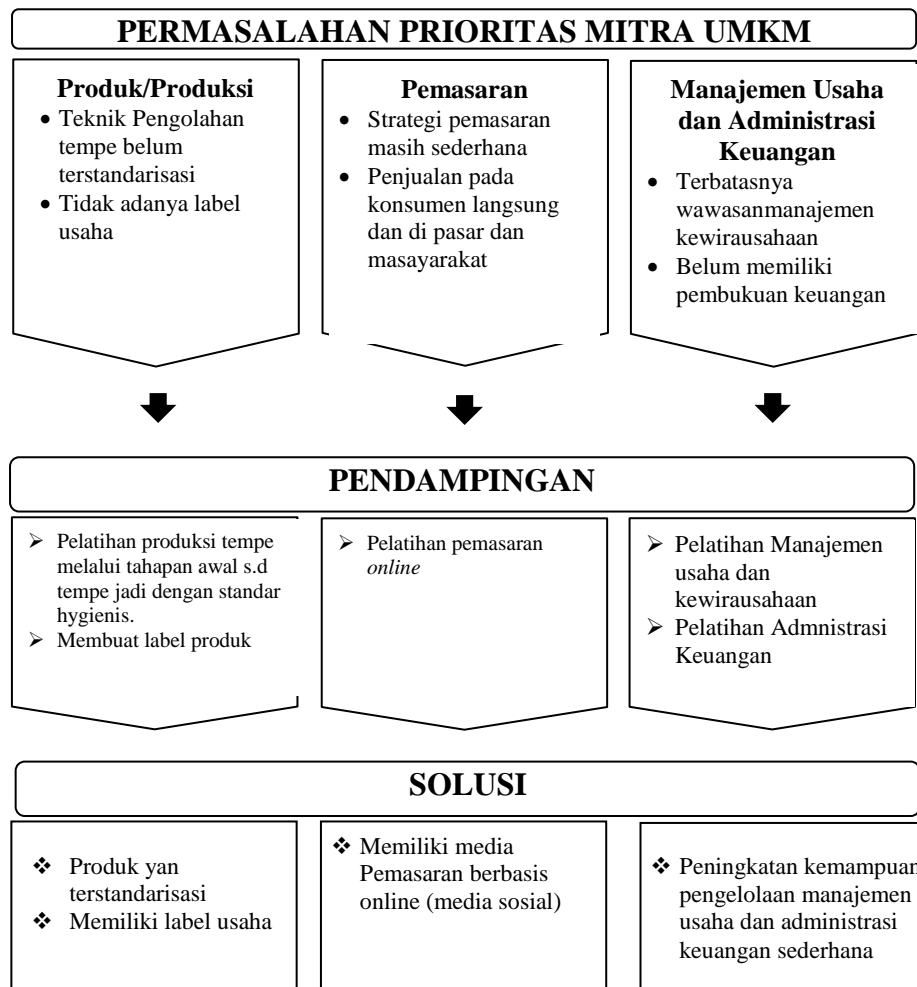 PERMASALAHAN PRIORITAS MITRA UMKM
Produk/Produksi
• Teknik Pengolahan
tempe belum
terstandarisasi
• Tidak adanya label
usaha
Pemasaran
• Strategi pemasaran
masih sederhana
• Penjualan pada
konsumen langsung
dan di pasar dan
masayarakat
Manajemen Usaha
dan Administrasi
Keuangan
• Terbatasnya
wawasanmanajemen
kewirausahaan
• Belum memiliki
pembukuan keuangan
PENDAMPINGAN
➢ Pelatihan produksi tempe
melalui tahapan awal s.d
tempe jadi dengan standar
hygienis.
➢ Membuat label produk
➢ Pelatihan pemasaran
online
➢ Pelatihan Manajemen
usaha dan
kewirausahaan
➢ Pelatihan Admnistrasi
Keuangan
SOLUSI
❖ Produk yan
terstandarisasi
❖ Memiliki label usaha
❖ Memiliki media
Pemasaran berbasis
online (media sosial)
❖ Peningkatan kemampuan
pengelolaan manajemen
usaha dan administrasi
keuangan sederhana